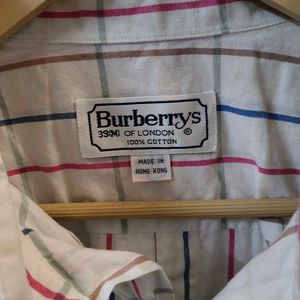 Burberrys
39(M) OF LONDON ®
100% COTTON
MADE IN
HONG KONG